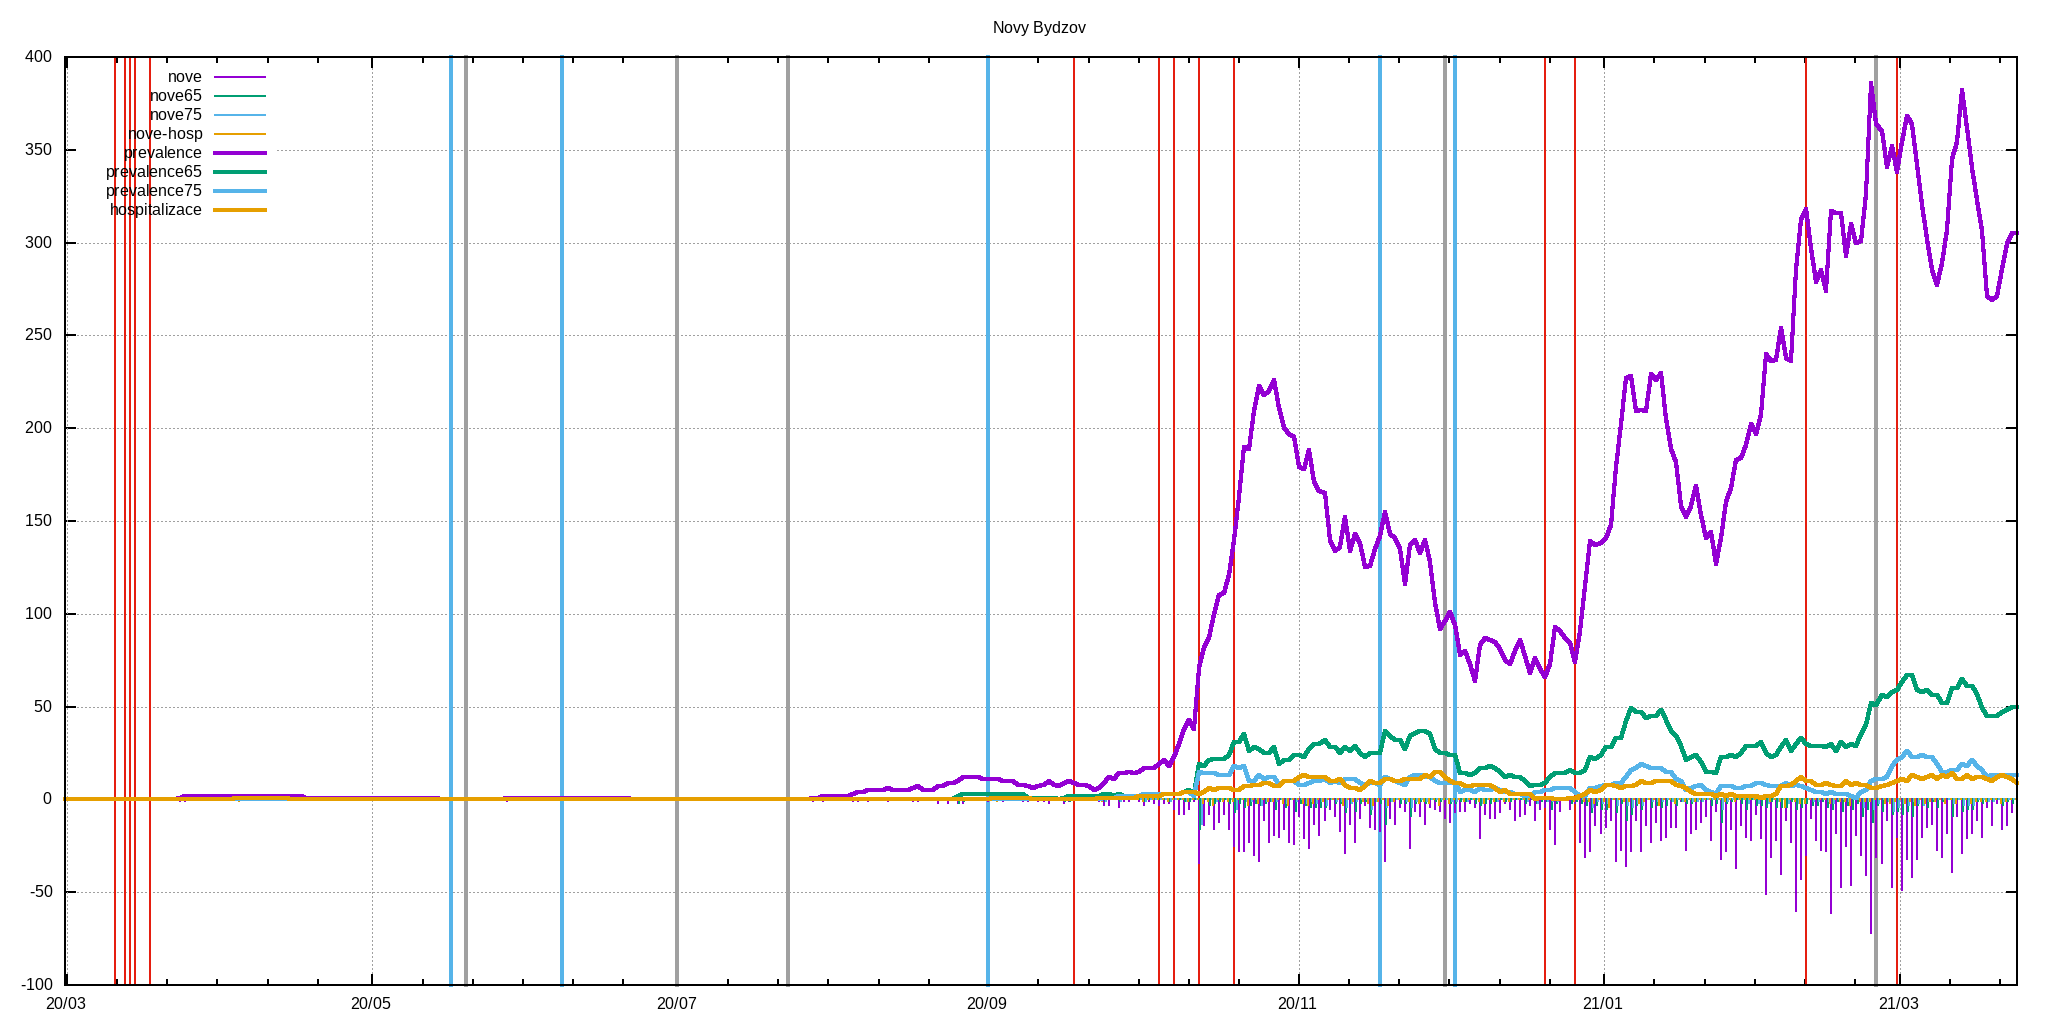 Novy Bydzov
400
350
300
250
200
150
100
50
0
-50
-100
nove
nove65
nove75
nove-hosp
prevalence
prevalence65
prevalence75
hospitalizace
20/03 20/05 20/07 20/09 20/11 21/01 21/03